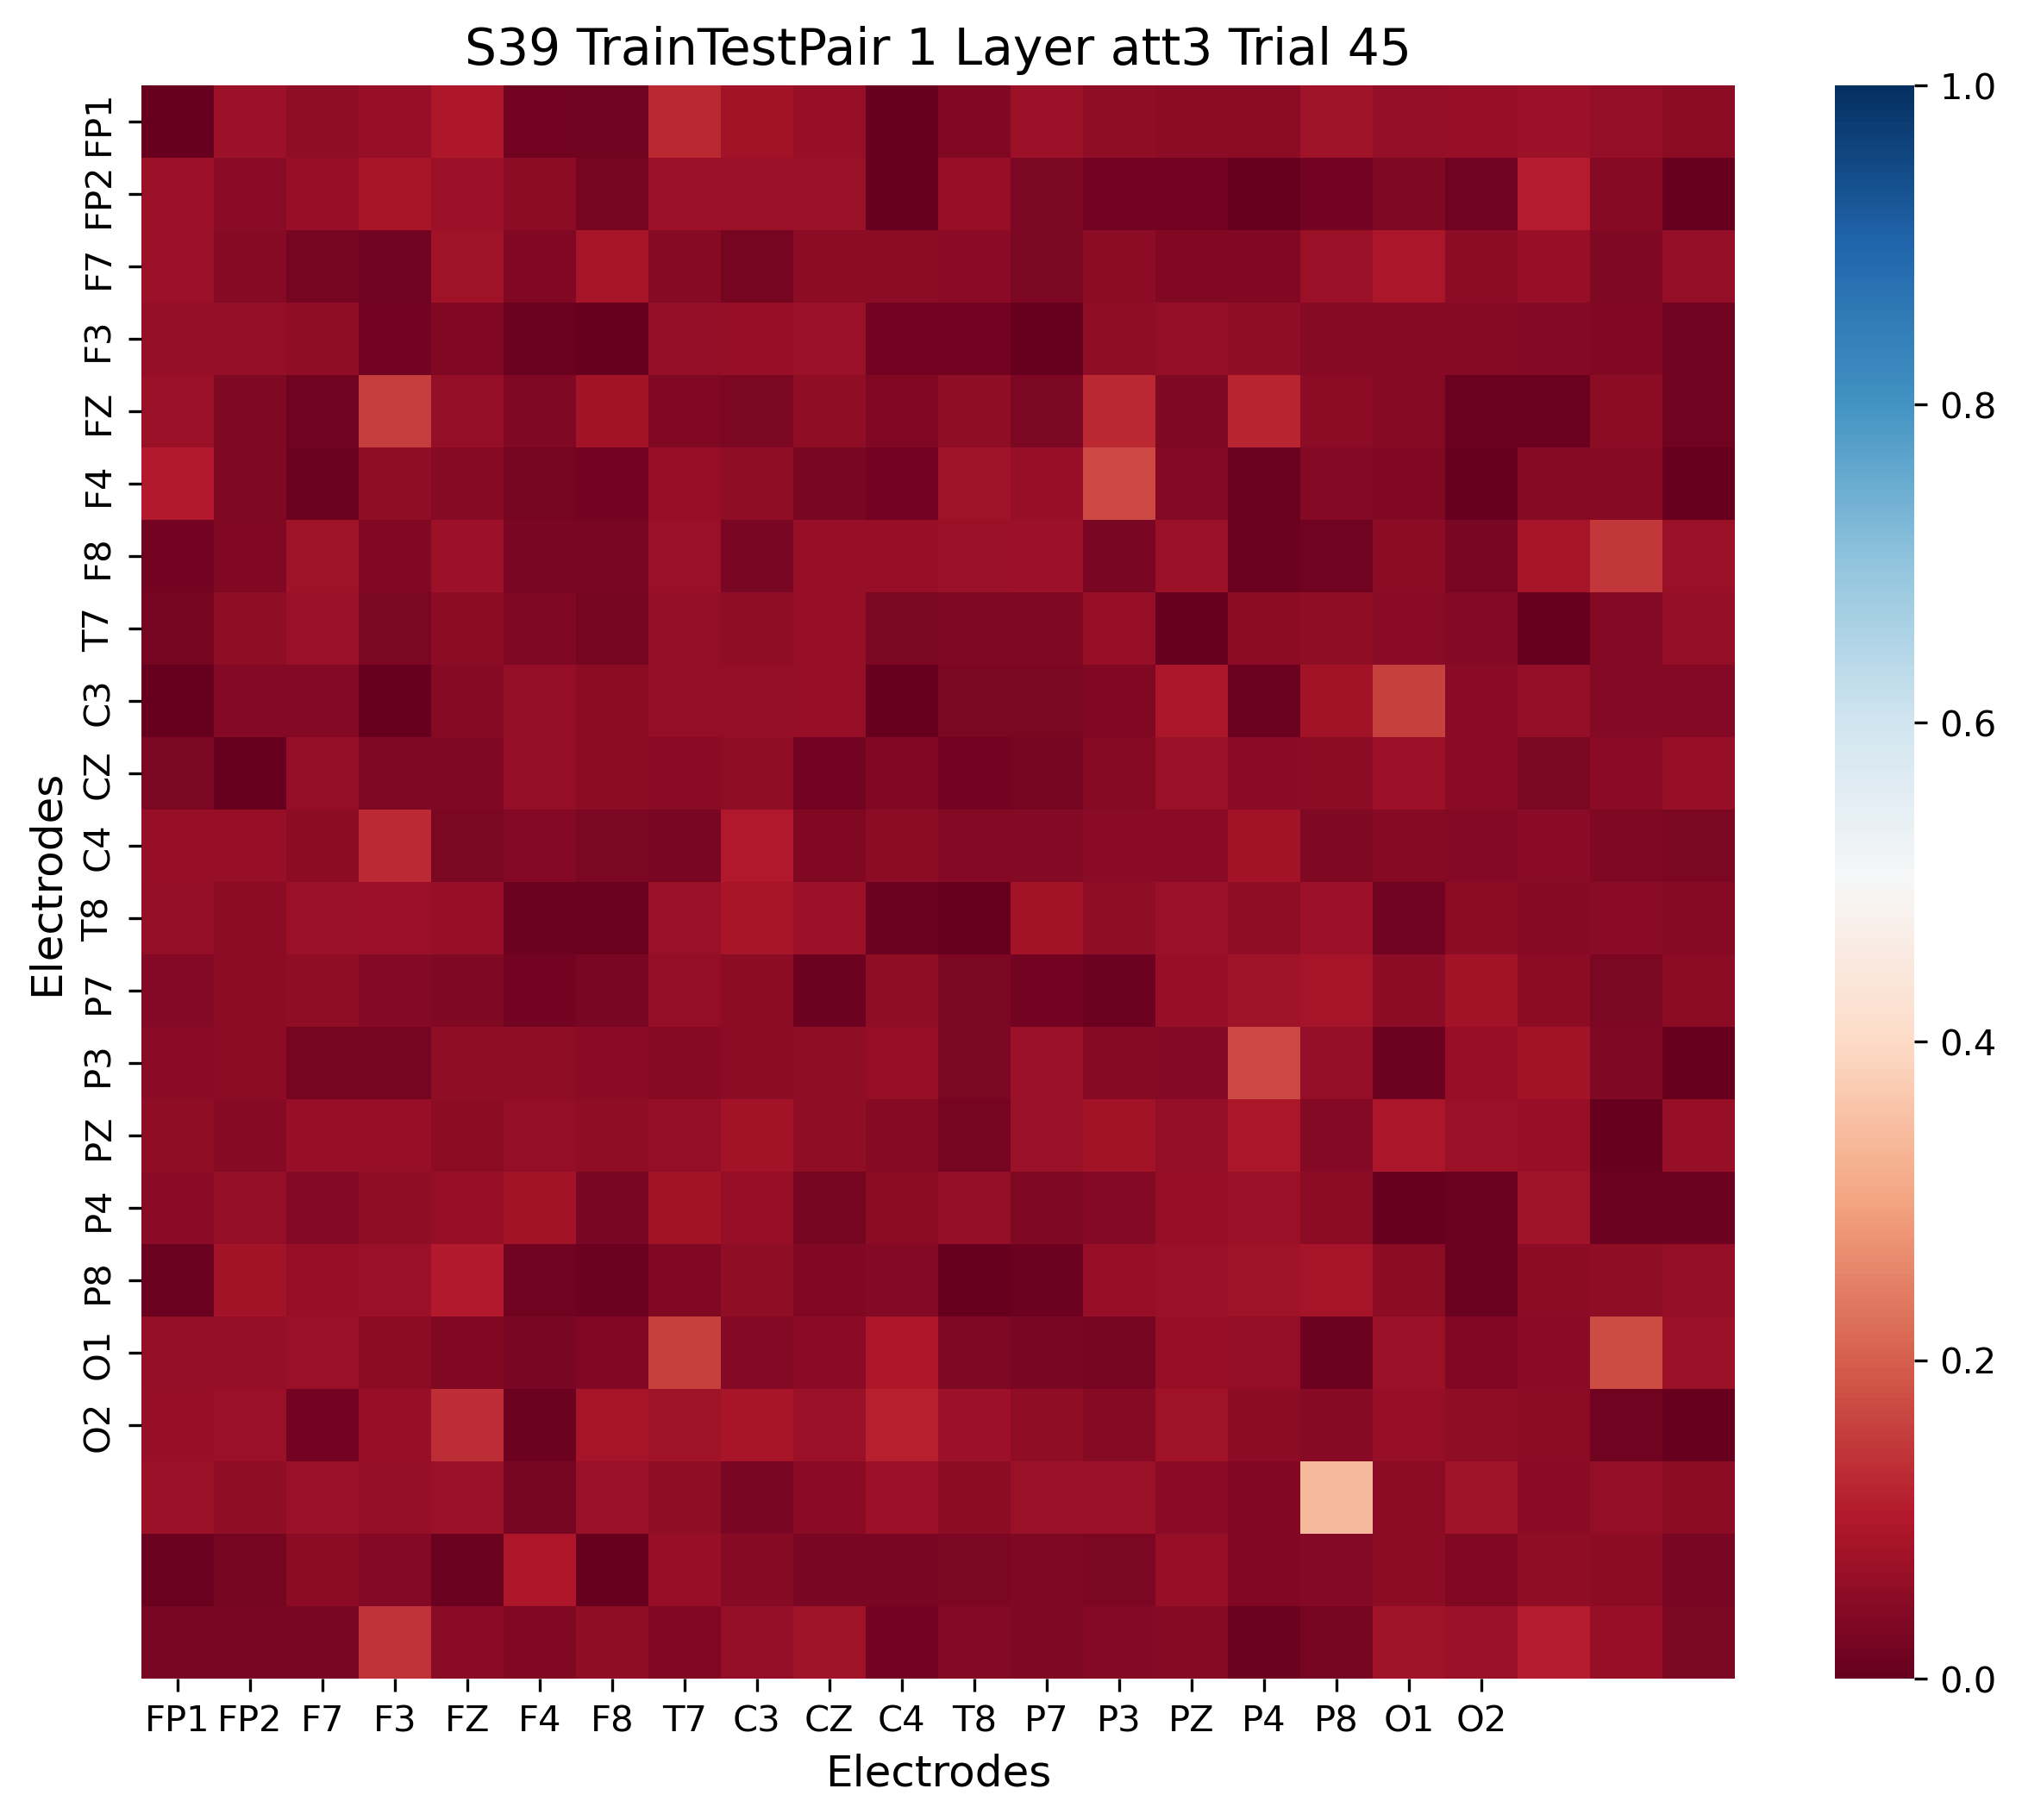 S39 TrainTestPair 1 Layer att3 Trial 45
Electrodes
FP1
FP2
F7
F3
FZ
F4
F8
T7
C3
CZ
C4
T8
P7
P3
PZ
P4
P8
O1
O2
FP1 FP2 F7 F3 FZ F4 F8 T7 C3 CZ C4 T8 P7 P3 PZ P4 P8 O1 O2
Electrodes
1.0
0.8
0.6
0.4
0.2
0.0